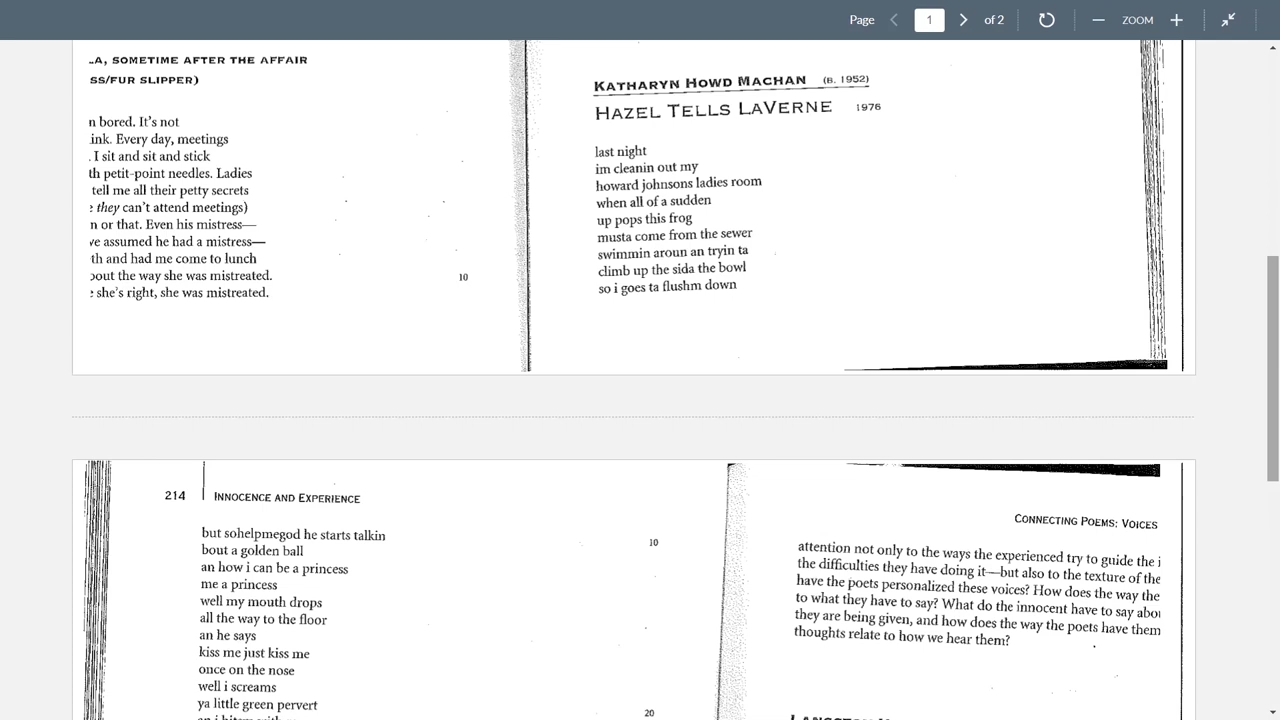 Page 1 of 2 ZOOM
A, SOMETIME AFTER THE AFFAIR
SS/FUR SLIPPER)
n bored. It's not
ink. Every day, meetings
. I sit and sit and stick
th petit-point needles. Ladies
tell me all their petty secrets
they can't attend meetings)
n or that. Even his mistress—
ve assumed he had a mistress—
th and had me come to lunch
out the way she was mistreated.
10
she's right, she was mistreated.
KATHARYN HOWD MACHAN (B. 1952)
HAZEL TELLS LAVERNE 1976
last night
im cleanin out my
howard johnsons ladies room
when all of a sudden
up pops this frog
musta come from the sewer
swimmin aroun an tryin ta
climb up the sida the bowl
so i goes ta flushm down
214 INNOCENCE AND EXPERIENCE
but sohelpmegod he starts talkin
10
bout a golden ball
an how i can be a princess
me a princess
well my mouth drops
all the way to the floor
an he says
kiss me just kiss me
once on the nose
well i screams
ya little green pervert
20
CONNECTING POEMS: VOICES
attention not only to the ways the experienced try to guide the i
the difficulties they have doing it—but also to the texture of the
have the poets personalized these voices? How does the way the
to what they have to say? What do the innocent have to say abou
they are being given, and how does the way the poets have them
thoughts relate to how we hear them?